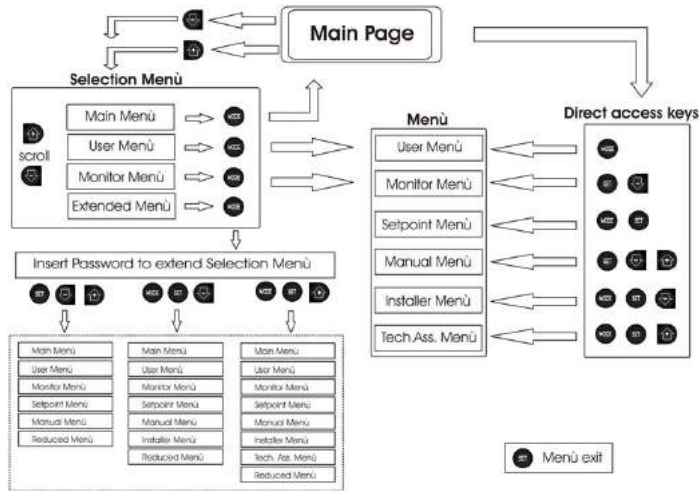 Main Page
Selection Menù
Main Menù
MODE
User Menù
MODE
scroll
Monitor Menù
MODE
Extended Menù
MODE
Menù
User Menù
Monitor Menù
Setpoint Menù
Manual Menù
Installer Menù
Tech.Ass. Menù
Direct access keys
MODE
SET
MODE SET
SET
MODE SET
MODE SET
Insert Password to extend Selection Menù
SET
MODE SET
MODE SET
Main Menù
User Menù
Monitor Menù
Setpoint Menù
Manual Menù
Reduced Menù
Main Menù
User Menù
Monitor Menù
Setpoint Menù
Manual Menù
Installer Menù
Reduced Menù
Main Menù
User Menù
Monitor Menù
Setpoint Menù
Manual Menù
Installer Menù
Tech. Ass. Menù
Reduced Menù
SET Menù exit